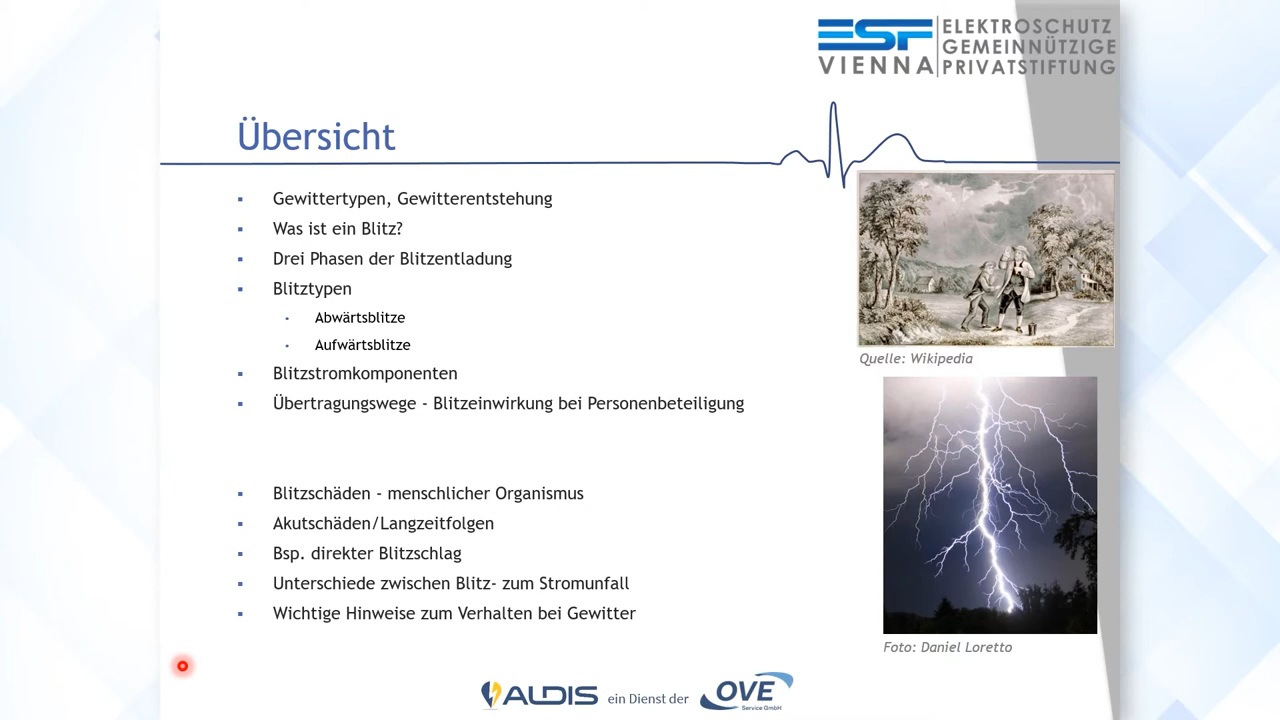 ESF
VIENNA
ELEKTROSCHUTZ
GEMEINNÜTZIGE
PRIVATSTIFTUNG
Übersicht
Gewittertypen, Gewitterentstehung
Was ist ein Blitz?
Drei Phasen der Blitzentladung
Blitztypen
Abwärtsblitze
Aufwärtsblitze
Blitzstromkomponenten
Übertragungswege - Blitzeinwirkung bei Personenbeteiligung
Blitzschäden - menschlicher Organismus
Akutschäden/Langzeitfolgen
Bsp. direkter Blitzschlag
Unterschiede zwischen Blitz- zum Stromunfall
Wichtige Hinweise zum Verhalten bei Gewitter
Quelle: Wikipedia
Foto: Daniel Loretto
ALDIS ein Dienst der OVE
Service GmbH